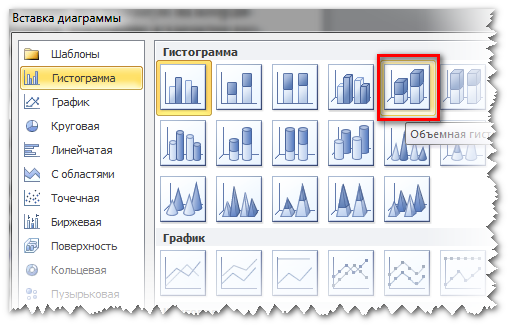 Вставка диаграммы
Шаблоны
Гистограмма
График
Круговая
Линейчатая
С областями
Точечная
Биржевая
Поверхность
Кольцевая
Пузырьковая
Гистограмма
Объемная гис
График